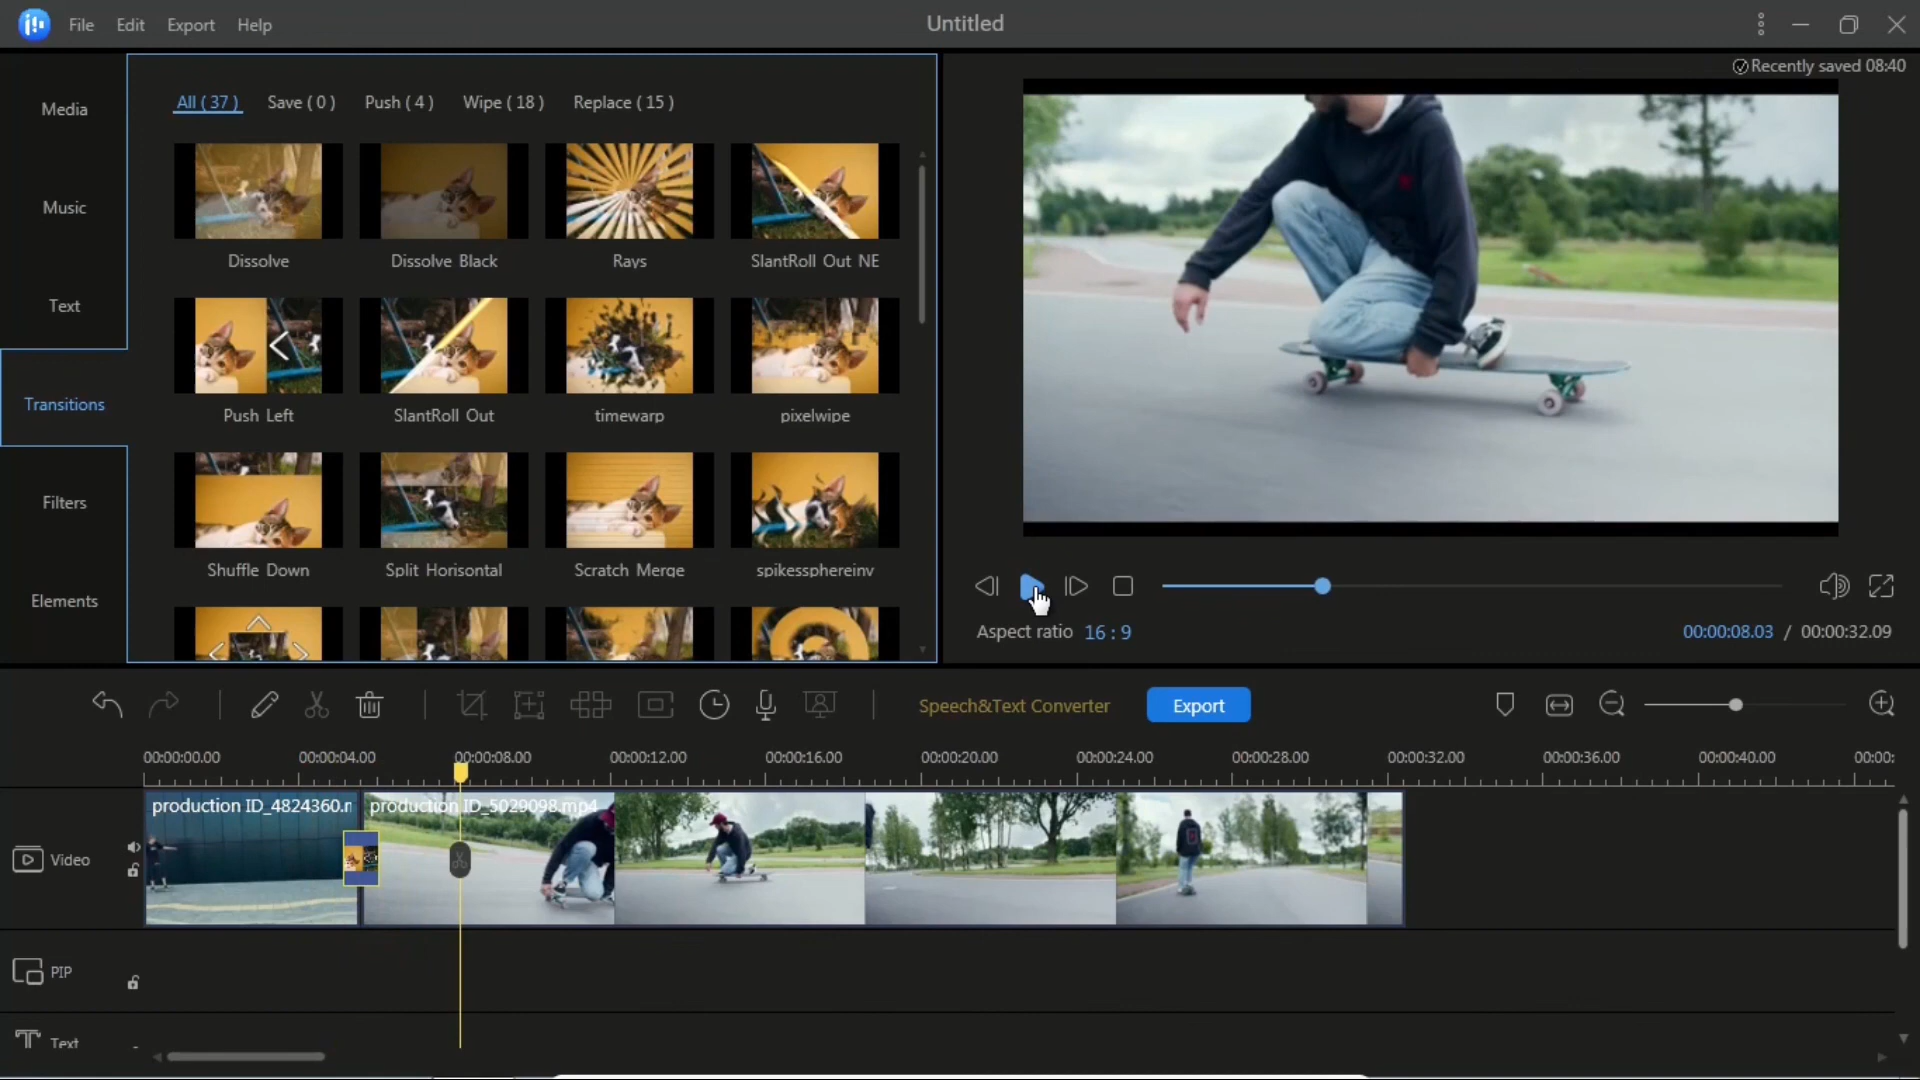 File Edit Export Help
Untitled
Recently saved 08:40
Media
Music
Text
Transitions
Filters
Elements
All ( 37 ) Save ( 0 ) Push ( 4 ) Wipe ( 18 ) Replace ( 15 )
Dissolve Dissolve Black Rays SlantRoll Out NE
Push Left SlantRoll Out timewarp pixelwipe
Shuffle Down Split Horisontal Scratch Merge spikessphereinv
Aspect ratio 16 : 9
00:00:08.03 / 00:00:32.09
Speech&Text Converter Export
00:00:00.00 00:00:04.00 00:00:08.00 00:00:12.00 00:00:16.00 00:00:20.00 00:00:24.00 00:00:28.00 00:00:32.00 00:00:36.00 00:00:40.00 00:00:
production ID_4824360.r production ID_5029098.mp4
Video
PIP
Text